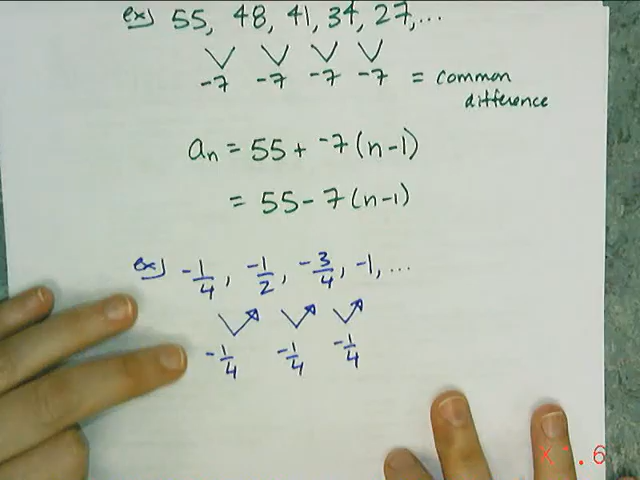 ex) 55, 48, 41, 34, 27,...
-7 -7 -7 -7 = common difference
aₙ = 55 + -7(n-1)
= 55-7(n-1)
ex) -1/4, -1/2, -3/4, -1,...
-1/4 -1/4 -1/4